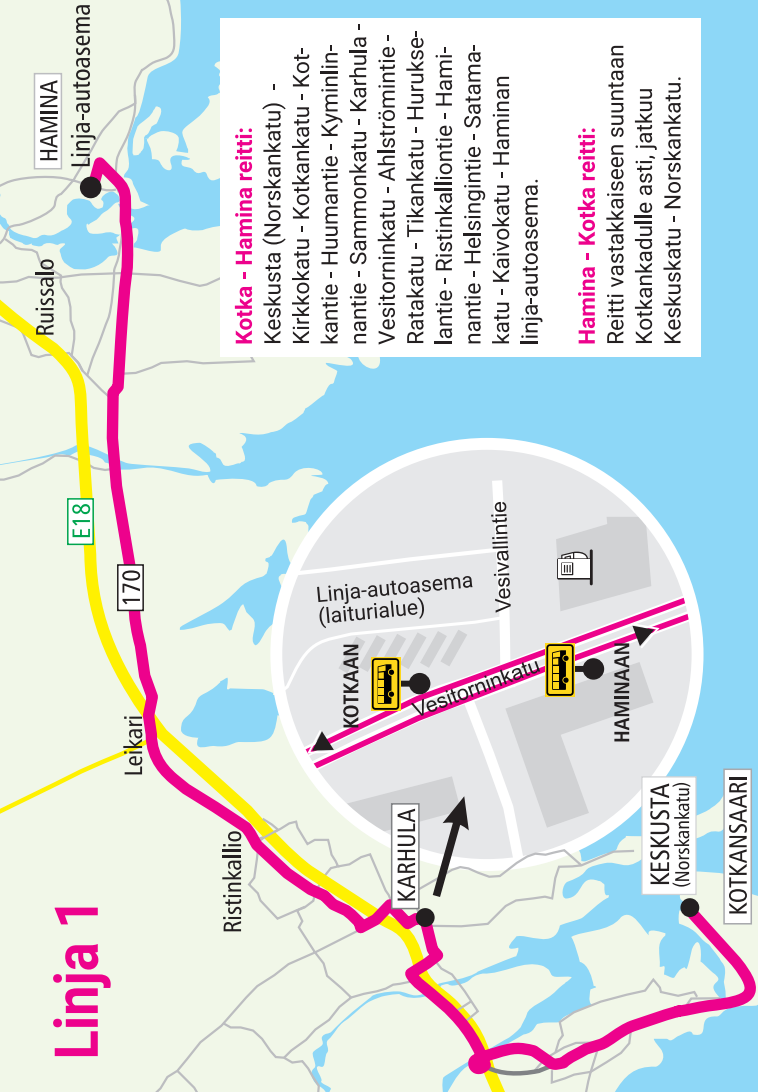 Linja 1
HAMINA
Linja-autoasema
Ruissalo
E18
170
Leikari
Ristinkallio
KARHULA
KESKUSTA
(Norskankatu)
KOTKANSAARI
Linja-autoasema
(laiturialue)
Vesivallintie
KOTKAAN
Vesitorninkatu
HAMINAAN
Kotka - Hamina reitti:
Keskusta (Norskankatu) -
Kirkkokatu - Kotkankatu - Kot-
kantie - Huumantie - Kyminlin-
nantie - Sammonkatu - Karhula -
Vesitorninkatu - Ahlströmintie -
Ratakatu - Tikankatu - Hurukse-
lantie - Ristinkalliontie - Hami-
nantie - Helsingintie - Satama-
katu - Kaivokatu - Haminan
linja-autoasema.
Hamina - Kotka reitti:
Reitti vastakkaiseen suuntaan
Kotkankadulle asti, jatkuu
Keskuskatu - Norskankatu.